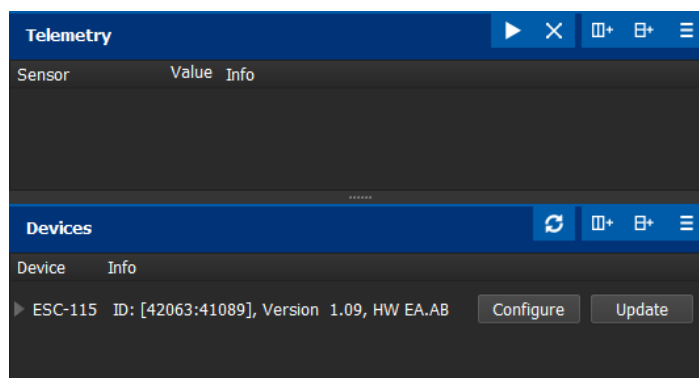 Telemetry
Sensor Value Info
Devices
Device Info
ESC-115 ID: [42063:41089], Version 1.09, HW EA.AB Configure Update